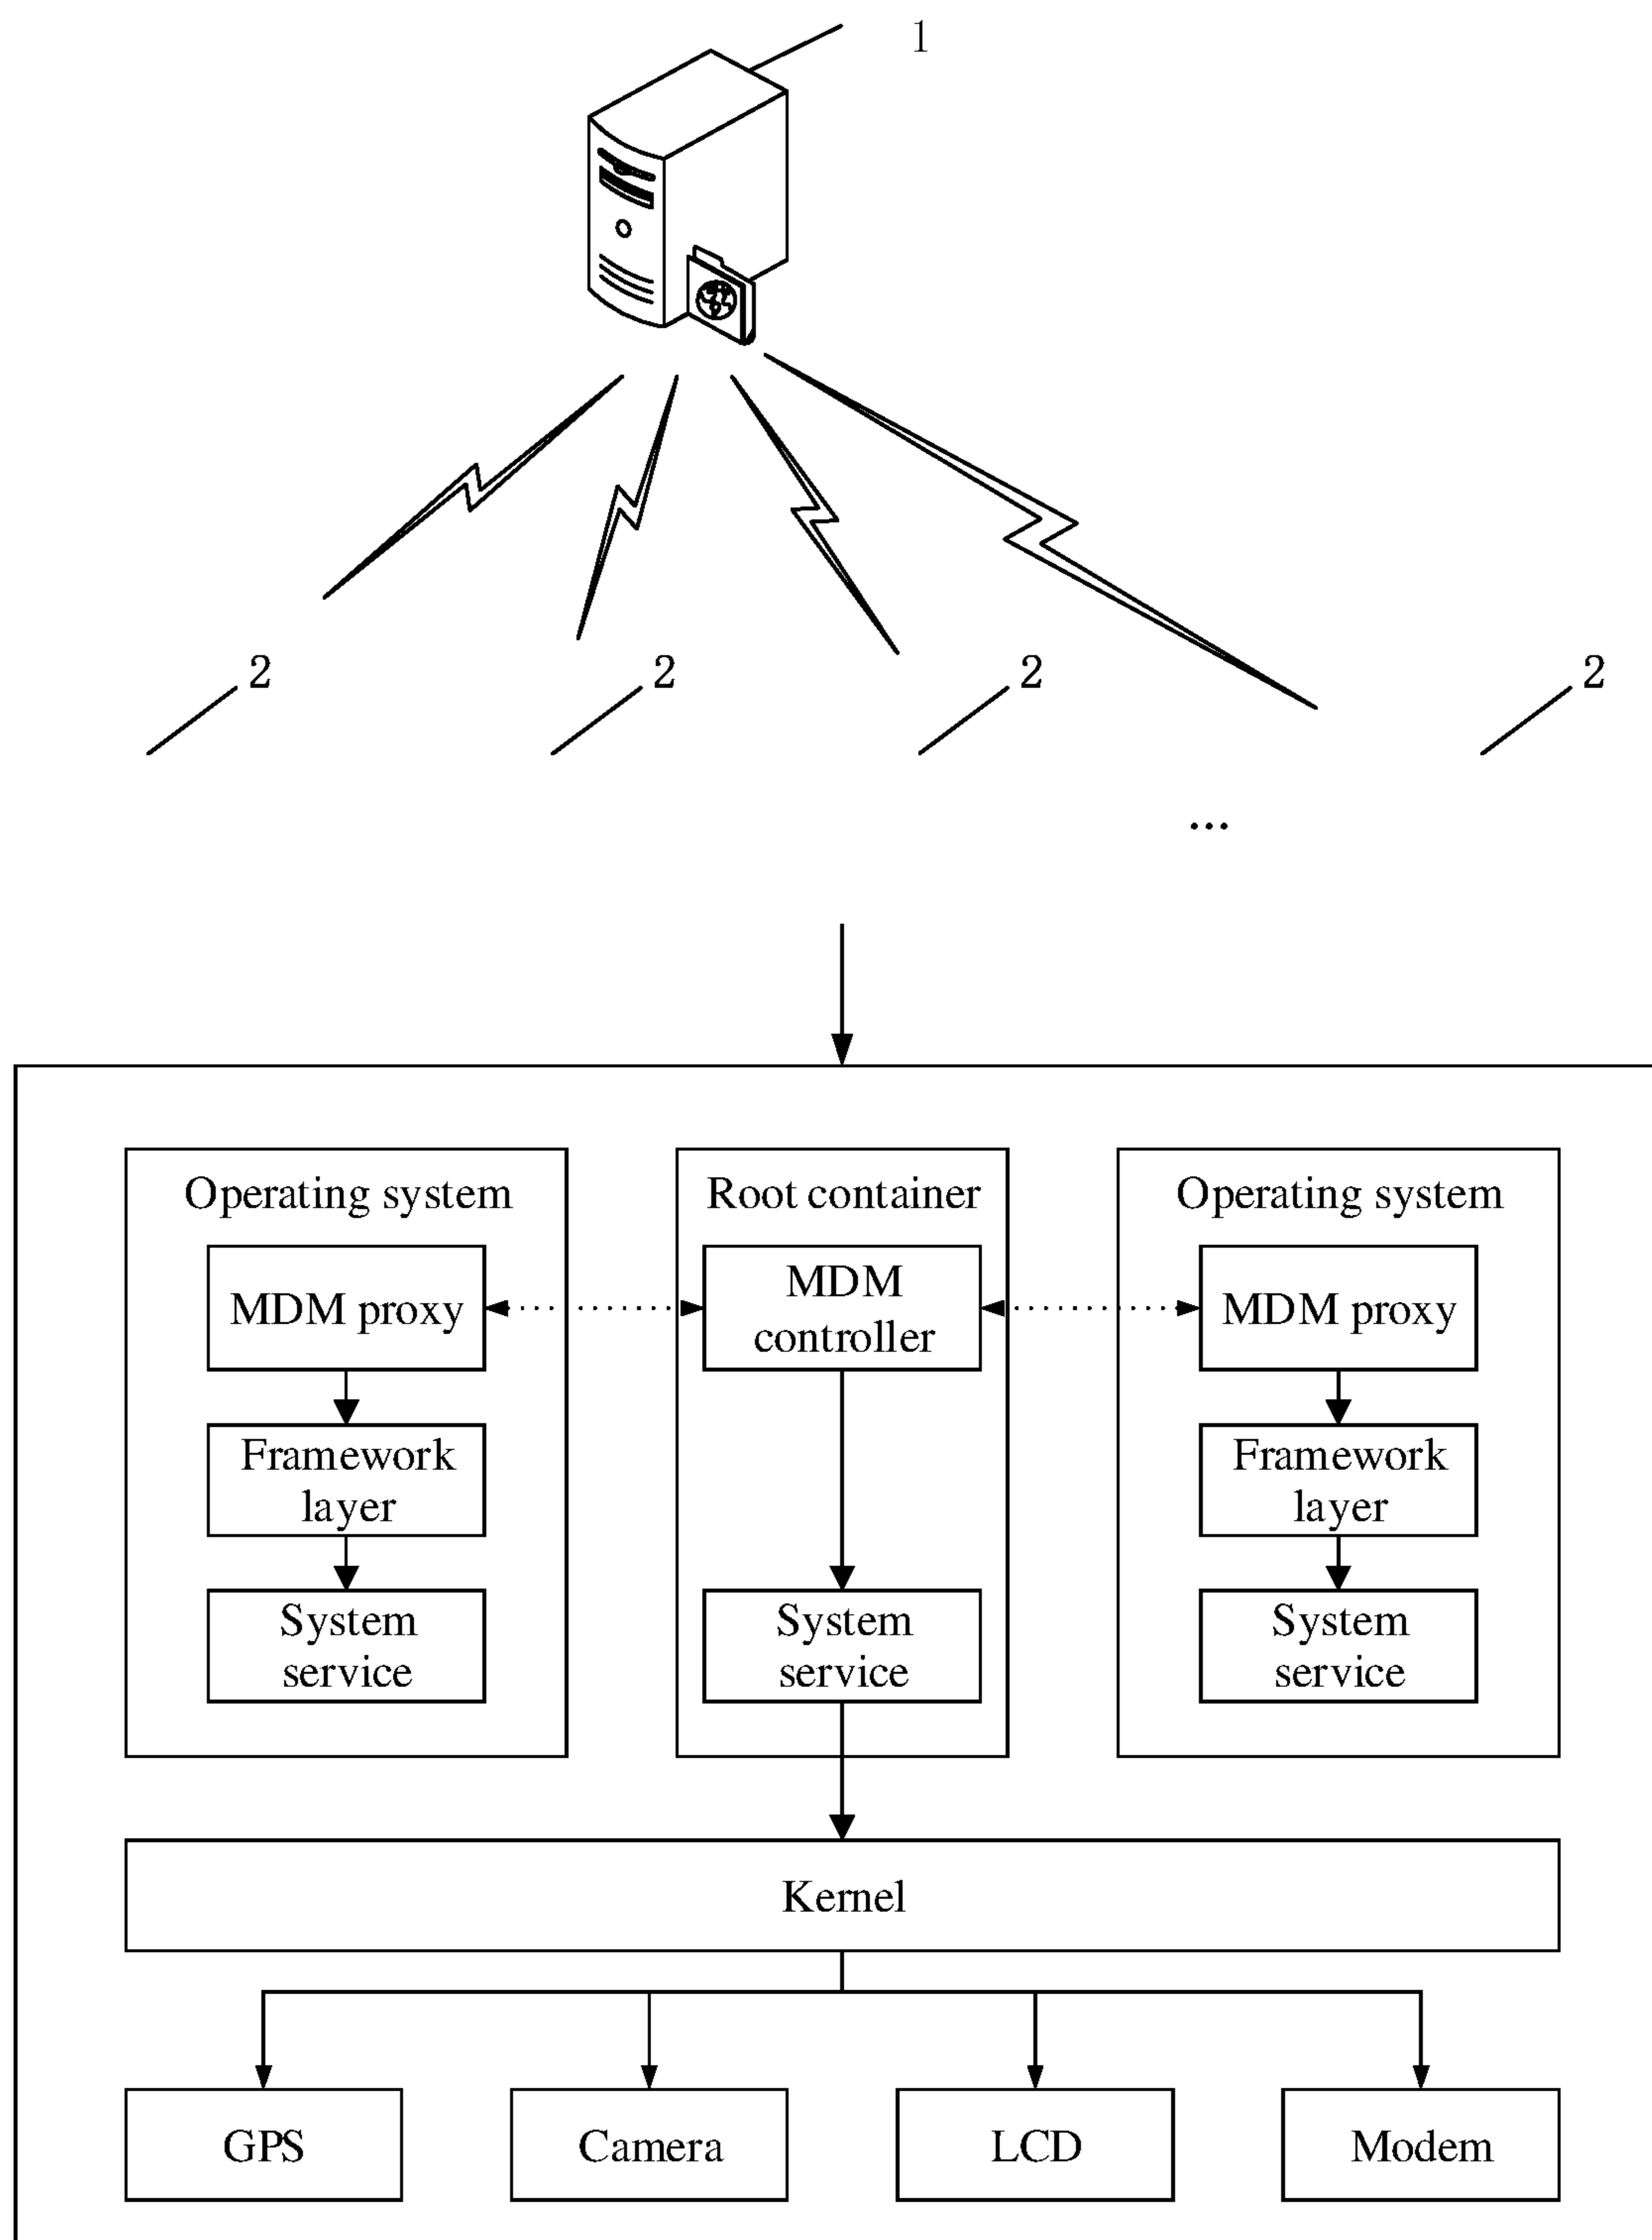 1
2
2
2
2
...
Operating system
Root container
Operating system
MDM proxy
MDM
controller
MDM proxy
Framework
layer
Framework
layer
System
service
System
service
System
service
Kernel
GPS
Camera
LCD
Modem